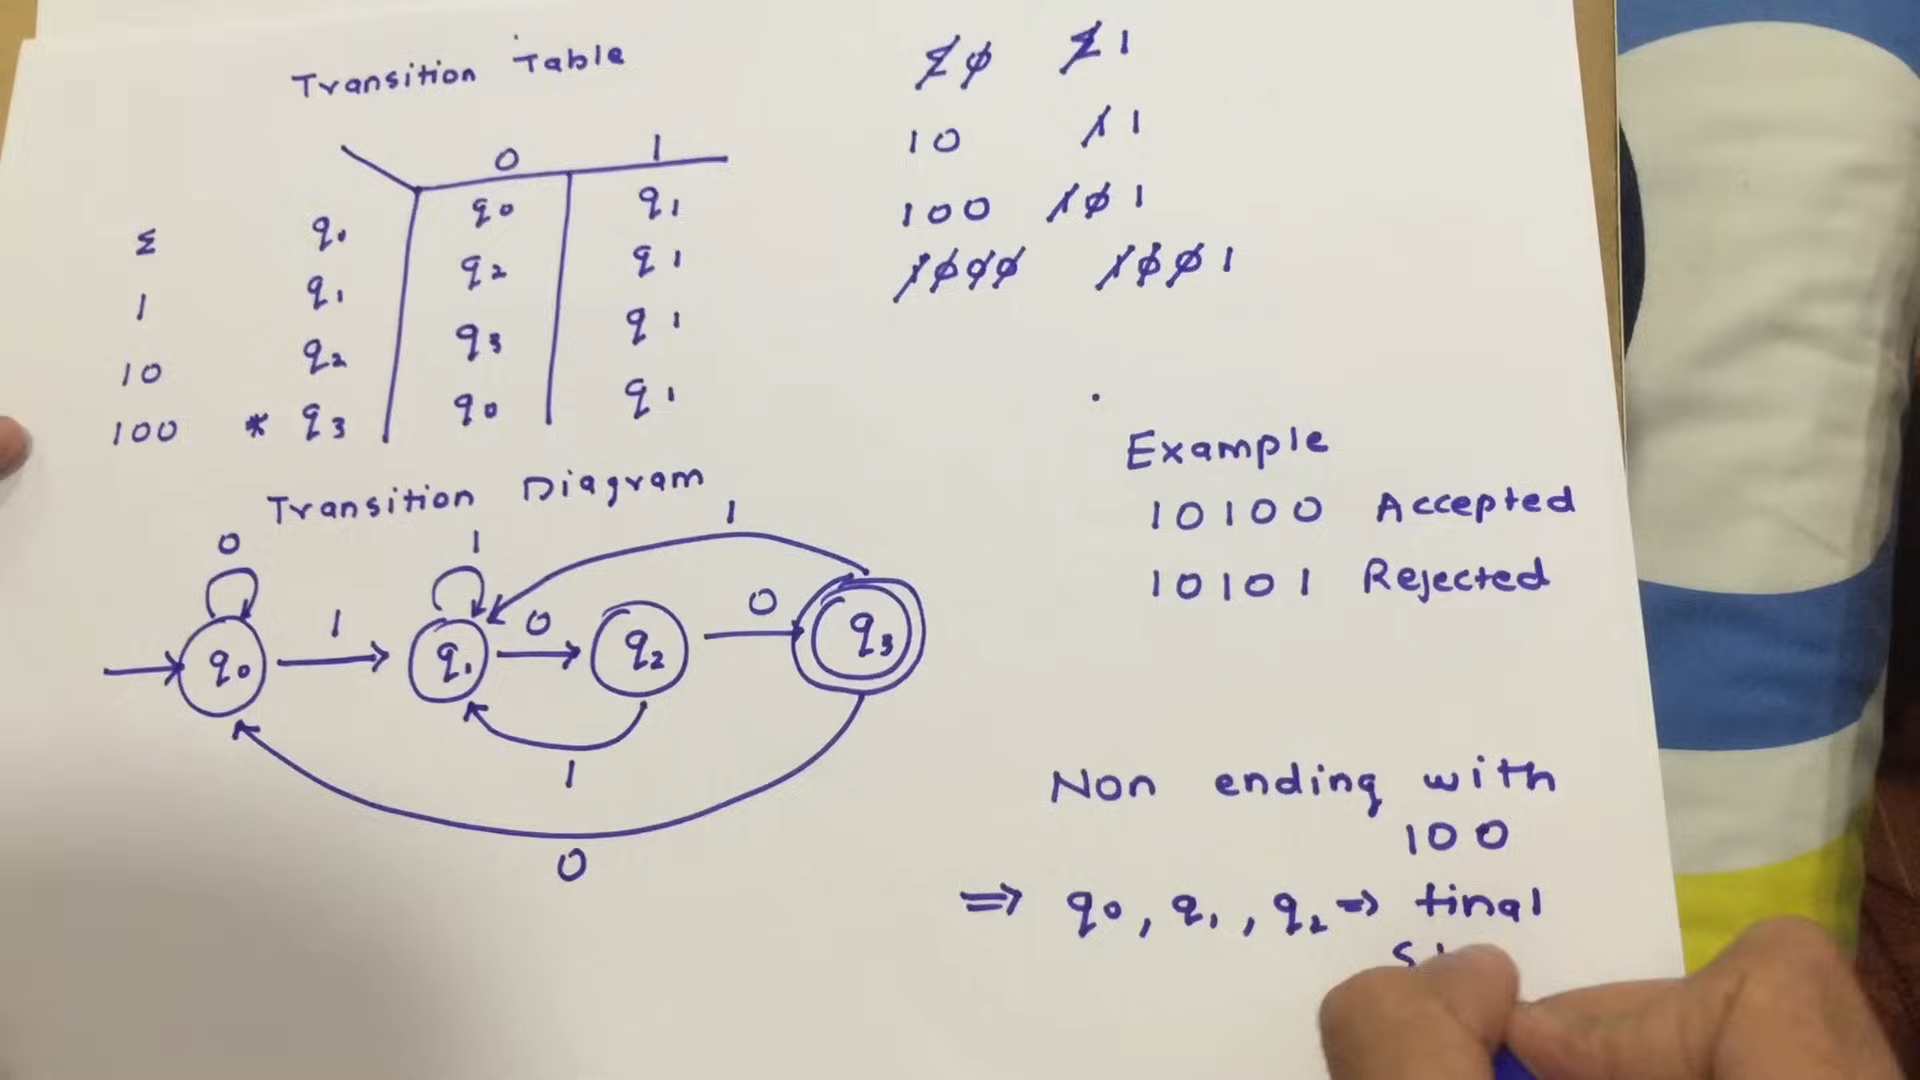 Transition Table
0 1
Σ q0 q0 q1
1 q1 q2 q1
10 q2 q3 q1
100 * q3 q0 q1
Σ0 Σ1
10 11
100 101
1000 1001
Transition Diagram
0 1 1
1 0 0
q0 q1 q2 q3
1
0
Example
10100 Accepted
10101 Rejected
Non ending with
100
⇒ q0, q1, q2 ⇒ final